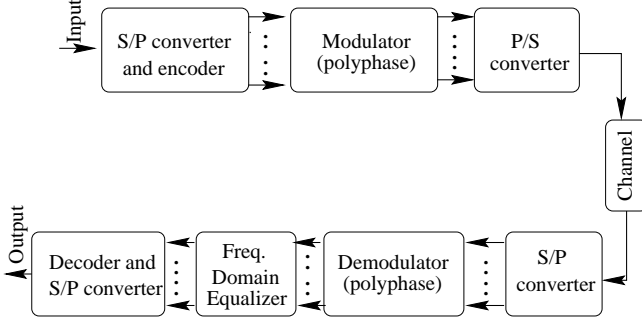 Input
S/P converter
and encoder
Modulator
(polyphase)
P/S
converter
Channel
S/P
converter
Demodulator
(polyphase)
Freq.
Domain
Equalizer
Decoder and
S/P converter
Output